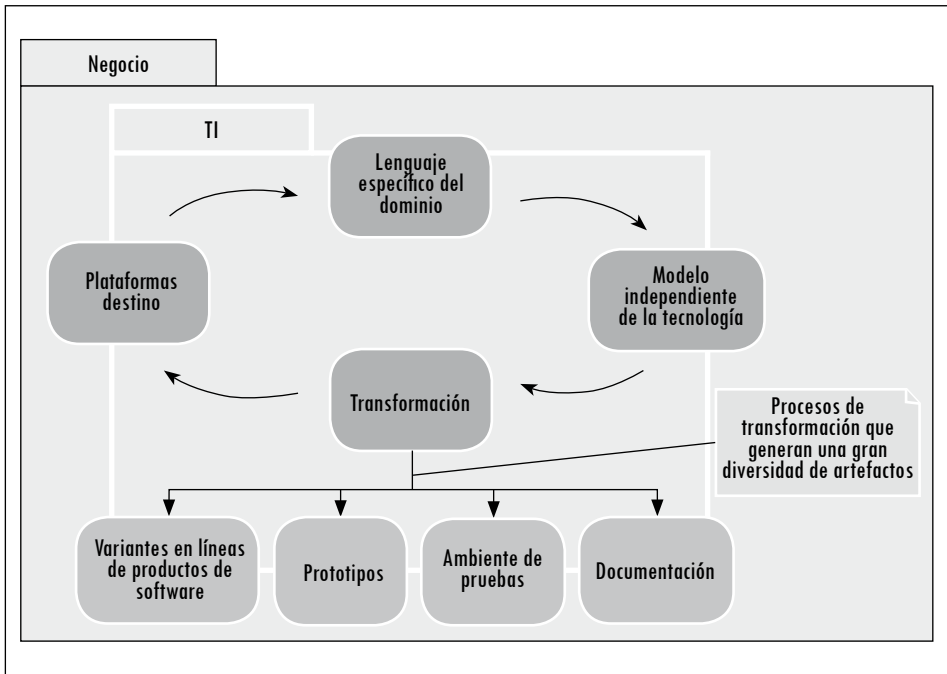 Negocio
TI
Lenguaje
específico del
dominio
Plataformas
destino
Modelo
independiente
de la tecnología
Transformación
Procesos de
transformación que
generan una gran
diversidad de artefactos
Variantes en líneas
de productos de
software
Prototipos
Ambiente de
pruebas
Documentación